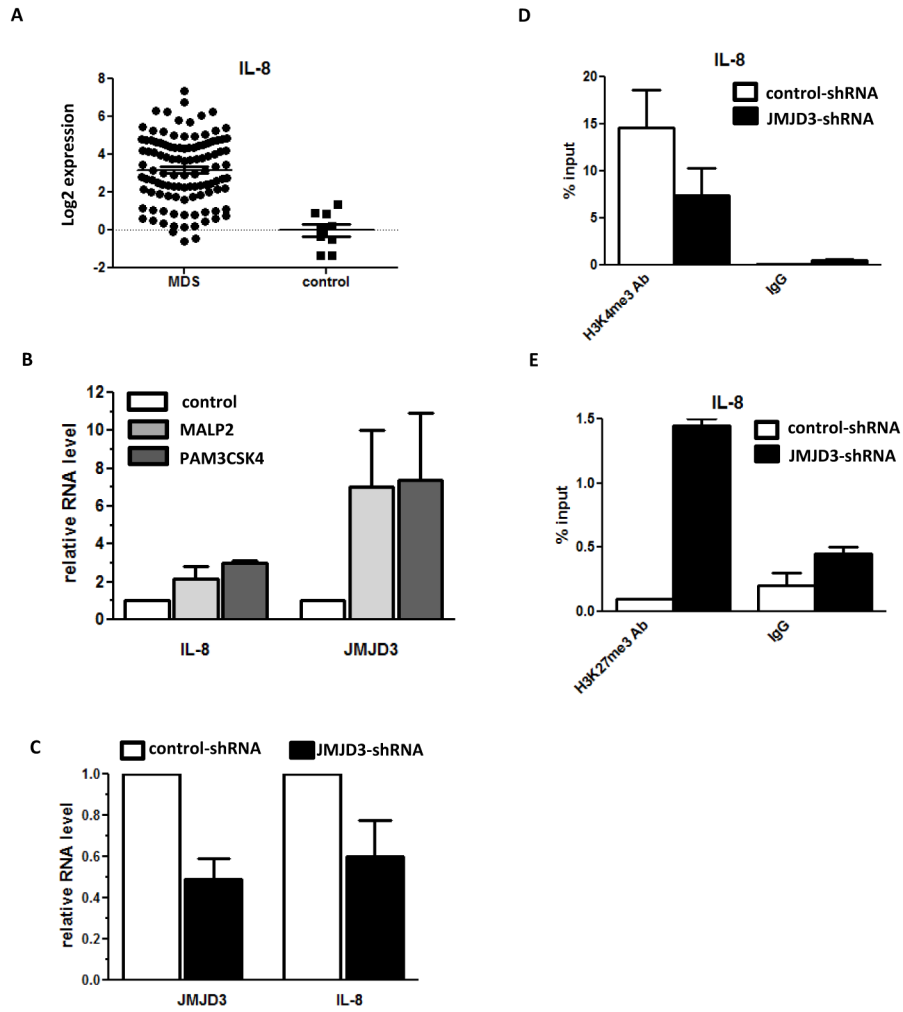 A
IL-8
Log2 expression
8
6
4
2
0
-2
MDS
control
B
control
MALP2
PAM3CSK4
relative RNA level
12
10
8
6
4
2
0
IL-8
JMJD3
C
control-shRNA
JMJD3-shRNA
relative RNA level
1.0
0.8
0.6
0.4
0.2
0.0
JMJD3
IL-8
D
IL-8
control-shRNA
JMJD3-shRNA
% input
20
15
10
5
0
H3K4me3 Ab
IgG
E
IL-8
control-shRNA
JMJD3-shRNA
% input
1.5
1.0
0.5
0.0
H3K27me3 Ab
IgG